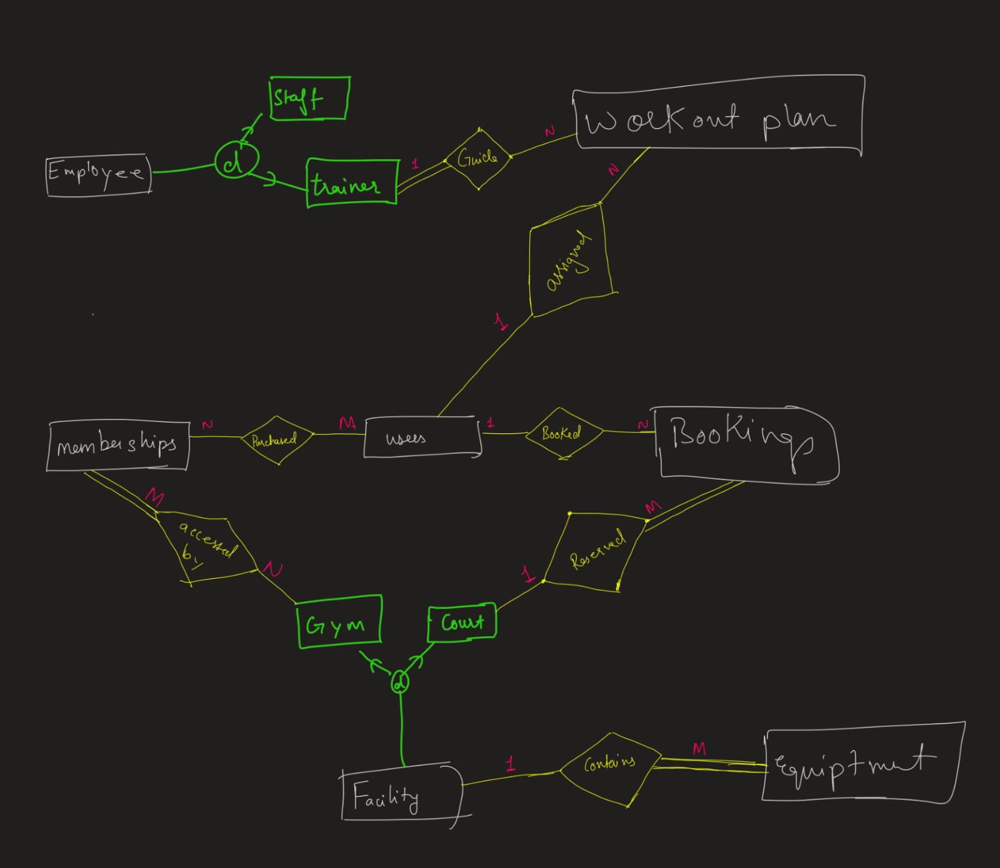 Staff
Workout plan
N
Guide
1
d
Employee
trainer
N
assigned
1
N
M
1
N
memberships
Purchased
users
Booked
Bookings
M
M
accessed
by
Reserved
N
1
Gym
Court
d
M
1
Contains
Equiptment
Facility